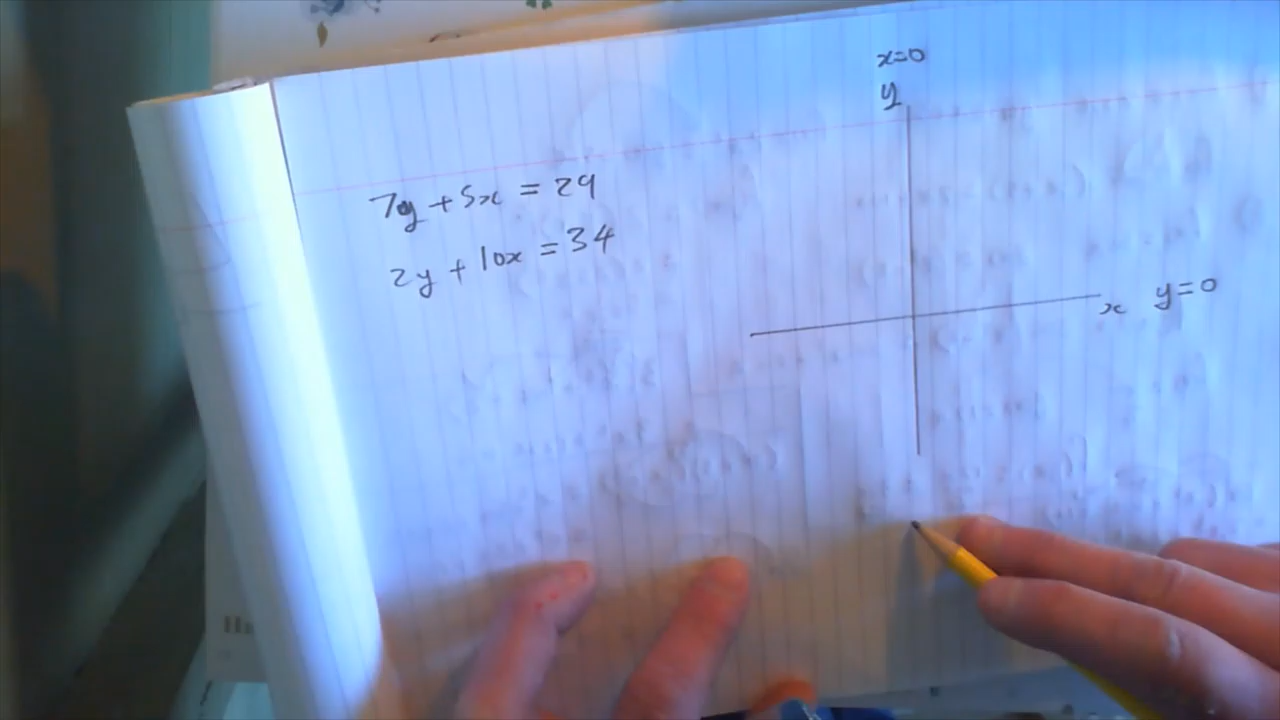 7y + 5x = 29
2y + 10x = 34
x=0
y
x y=0